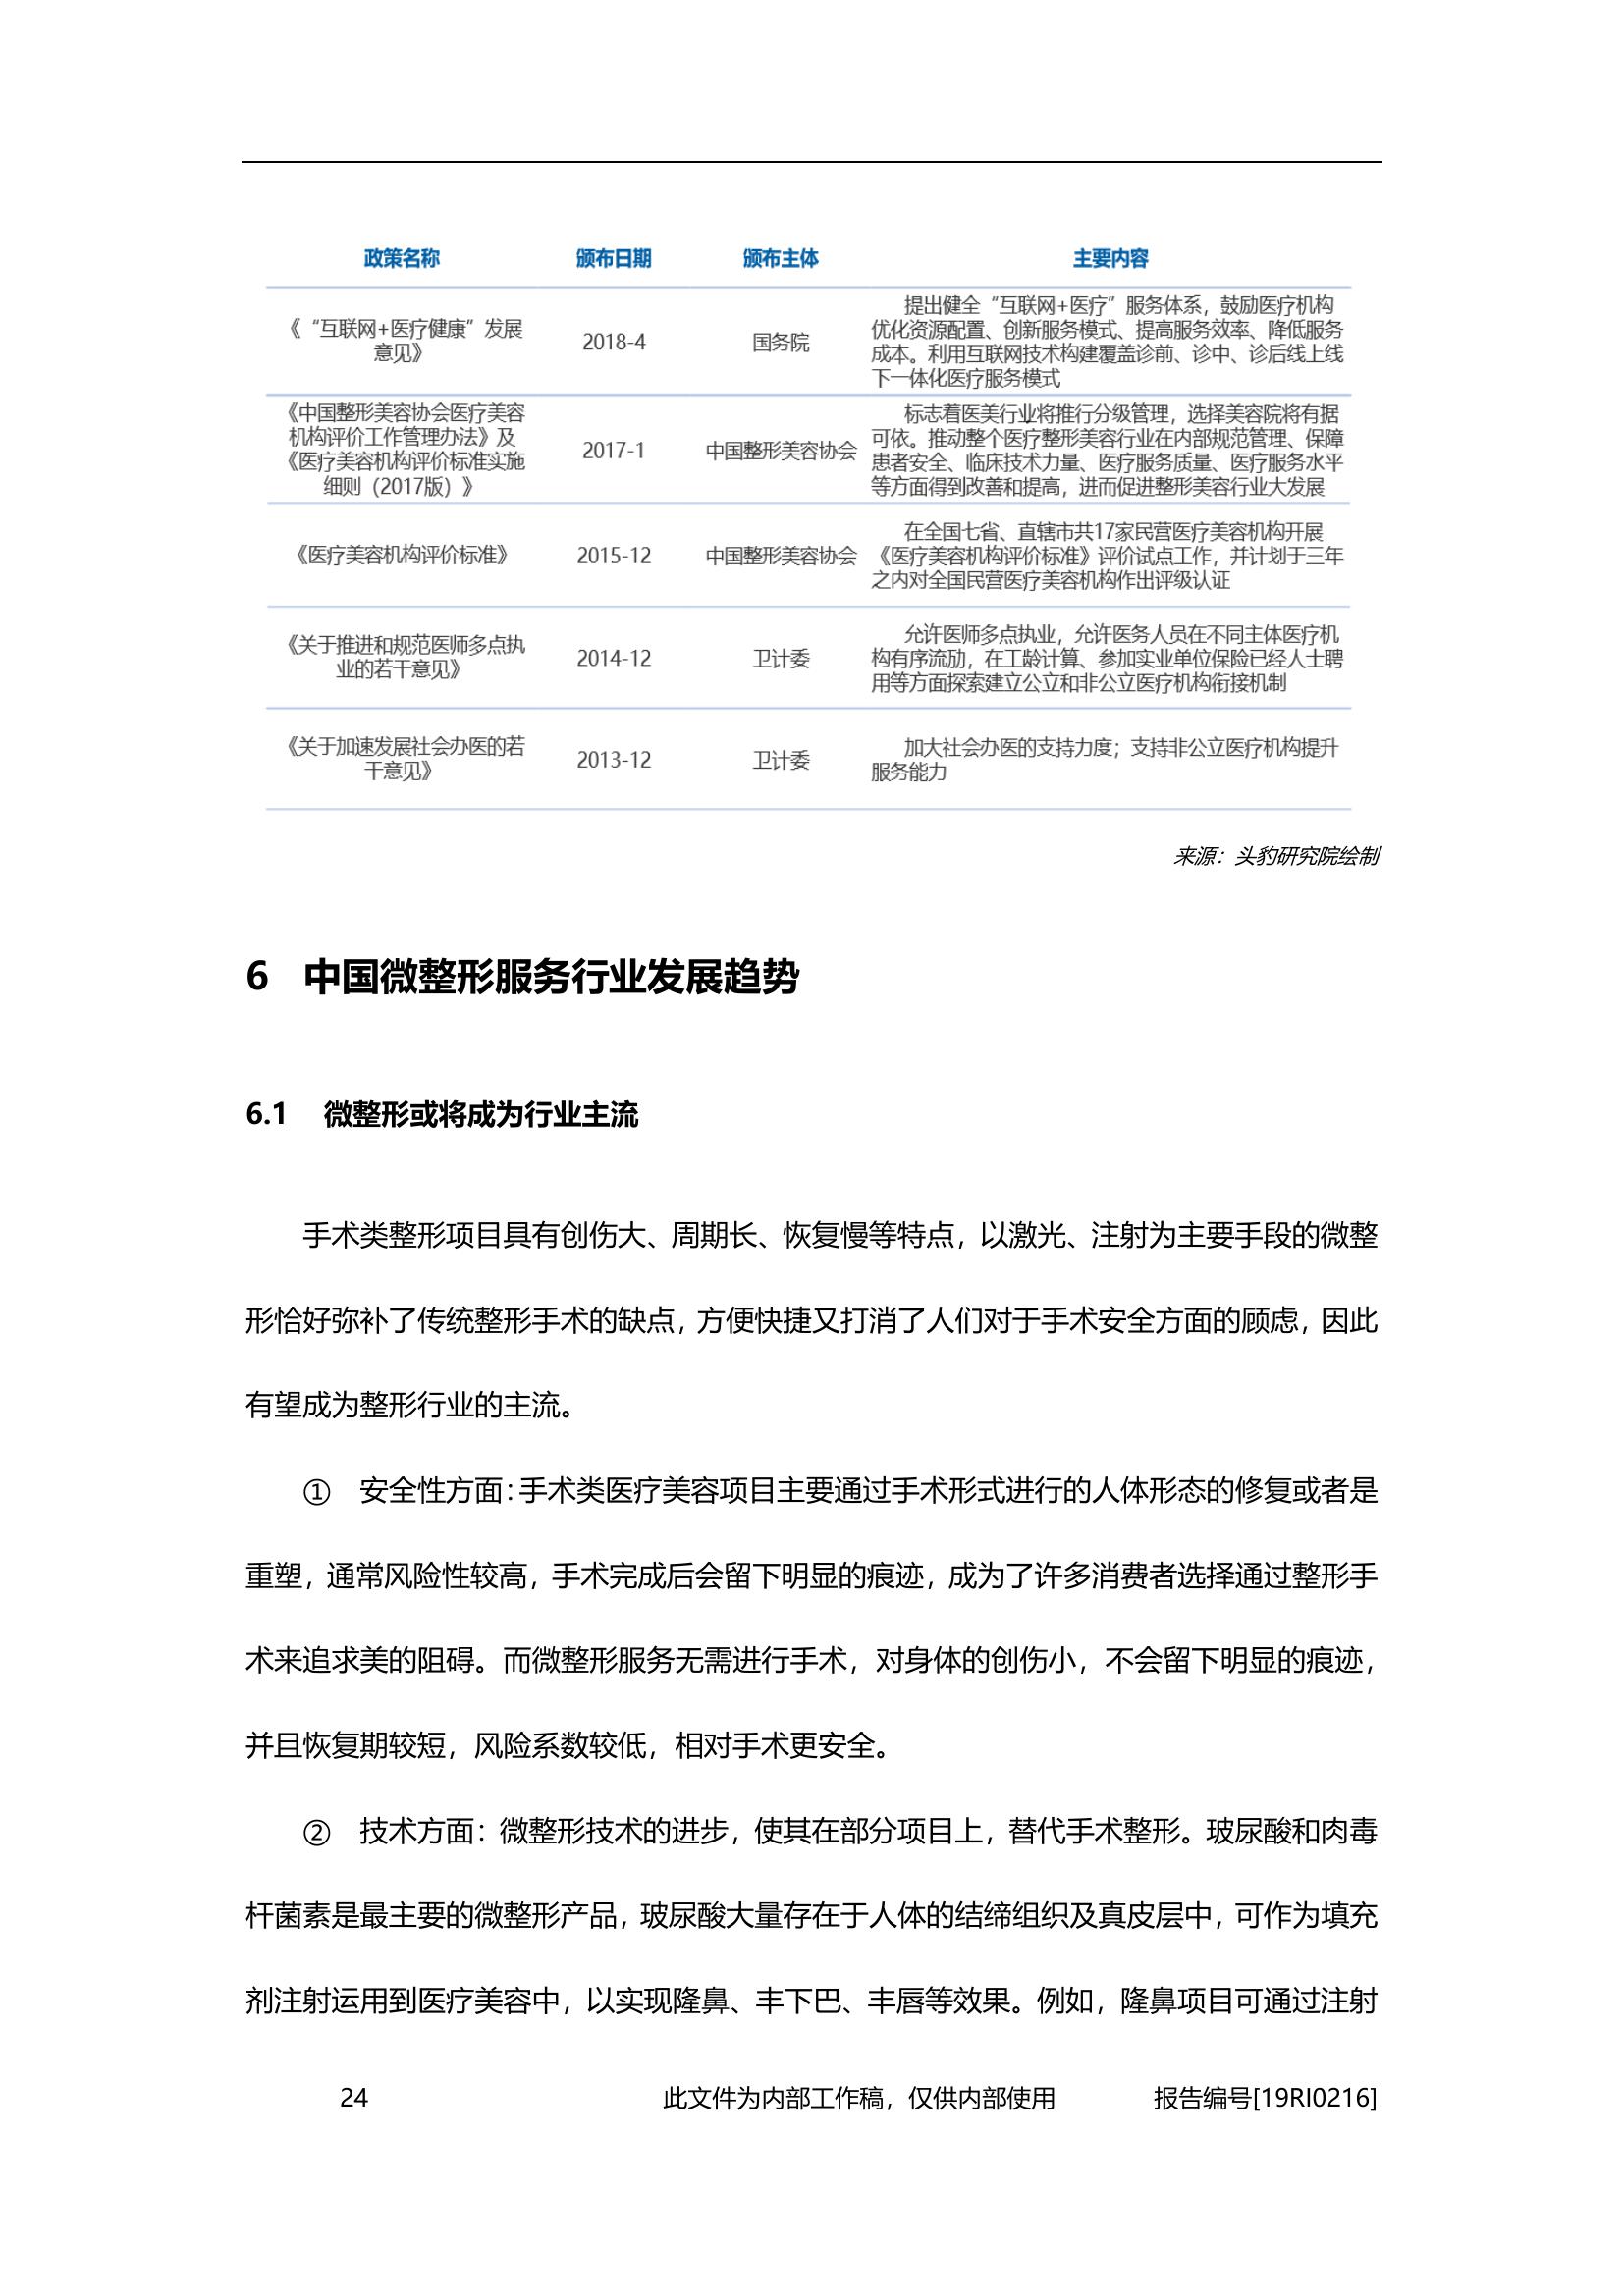 政策名称 颁布日期 颁布主体 主要内容
《“互联网+医疗健康”发展
意见》
2018-4
国务院
提出健全“互联网+医疗”服务体系，鼓励医疗机构
优化资源配置、创新服务模式、提高服务效率、降低服务
成本。利用互联网技术构建覆盖诊前、诊中、诊后线上线
下一体化医疗服务模式
《中国整形美容协会医疗美容
机构评价工作管理办法》及
《医疗美容机构评价标准实施
细则（2017版）》
2017-1
中国整形美容协会
标志着医美行业将推行分级管理，选择美容院将有据
可依。推动整个医疗整形美容行业在内部规范管理、保障
患者安全、临床技术力量、医疗服务质量、医疗服务水平
等方面得到改善和提高，进而促进整形美容行业大发展
《医疗美容机构评价标准》
2015-12
中国整形美容协会
在全国七省、直辖市共17家民营医疗美容机构开展
《医疗美容机构评价标准》评价试点工作，并计划于三年
之内对全国民营医疗美容机构作出评级认证
《关于推进和规范医师多点执
业的若干意见》
2014-12
卫计委
允许医师多点执业，允许医务人员在不同主体医疗机
构有序流劢，在工龄计算、参加实业单位保险已经人士聘
用等方面探索建立公立和非公立医疗机构衔接机制
《关于加速发展社会办医的若
干意见》
2013-12
卫计委
加大社会办医的支持力度；支持非公立医疗机构提升
服务能力
来源：头豹研究院绘制
6 中国微整形服务行业发展趋势
6.1 微整形或将成为行业主流
手术类整形项目具有创伤大、周期长、恢复慢等特点，以激光、注射为主要手段的微整
形恰好弥补了传统整形手术的缺点，方便快捷又打消了人们对于手术安全方面的顾虑，因此
有望成为整形行业的主流。
① 安全性方面：手术类医疗美容项目主要通过手术形式进行的人体形态的修复或者是
重塑，通常风险性较高，手术完成后会留下明显的痕迹，成为了许多消费者选择通过整形手
术来追求美的阻碍。而微整形服务无需进行手术，对身体的创伤小，不会留下明显的痕迹，
并且恢复期较短，风险系数较低，相对手术更安全。
② 技术方面：微整形技术的进步，使其在部分项目上，替代手术整形。玻尿酸和肉毒
杆菌素是最主要的微整形产品，玻尿酸大量存在于人体的结缔组织及真皮层中，可作为填充
剂注射运用到医疗美容中，以实现隆鼻、丰下巴、丰唇等效果。例如，隆鼻项目可通过注射
24 此文件为内部工作稿，仅供内部使用 报告编号[19RI0216]